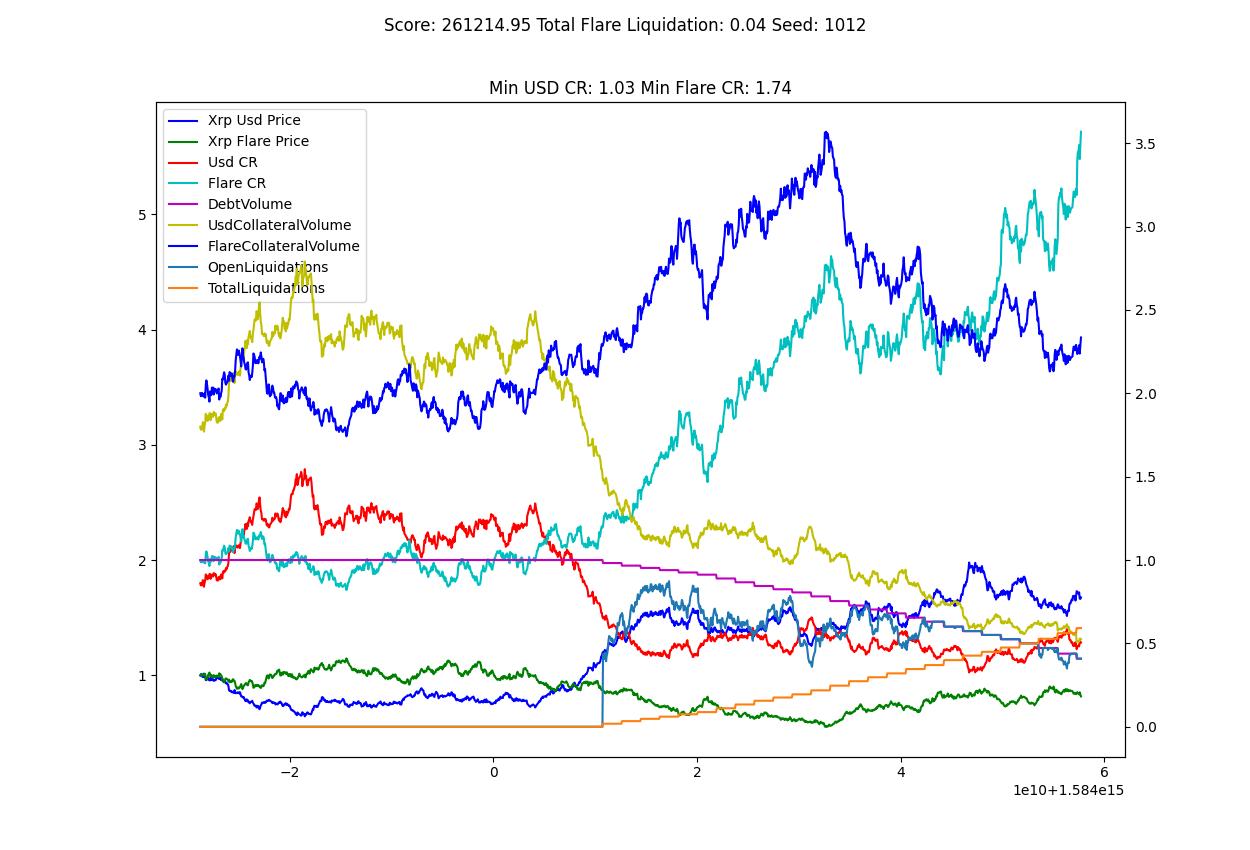 Score: 261214.95 Total Flare Liquidation: 0.04 Seed: 1012
Min USD CR: 1.03 Min Flare CR: 1.74
Xrp Usd Price
Xrp Flare Price
Usd CR
Flare CR
DebtVolume
UsdCollateralVolume
FlareCollateralVolume
OpenLiquidations
TotalLiquidations
5
4
3
2
1
3.5
3.0
2.5
2.0
1.5
1.0
0.5
0.0
−2 0 2 4 6
1e10+1.584e15